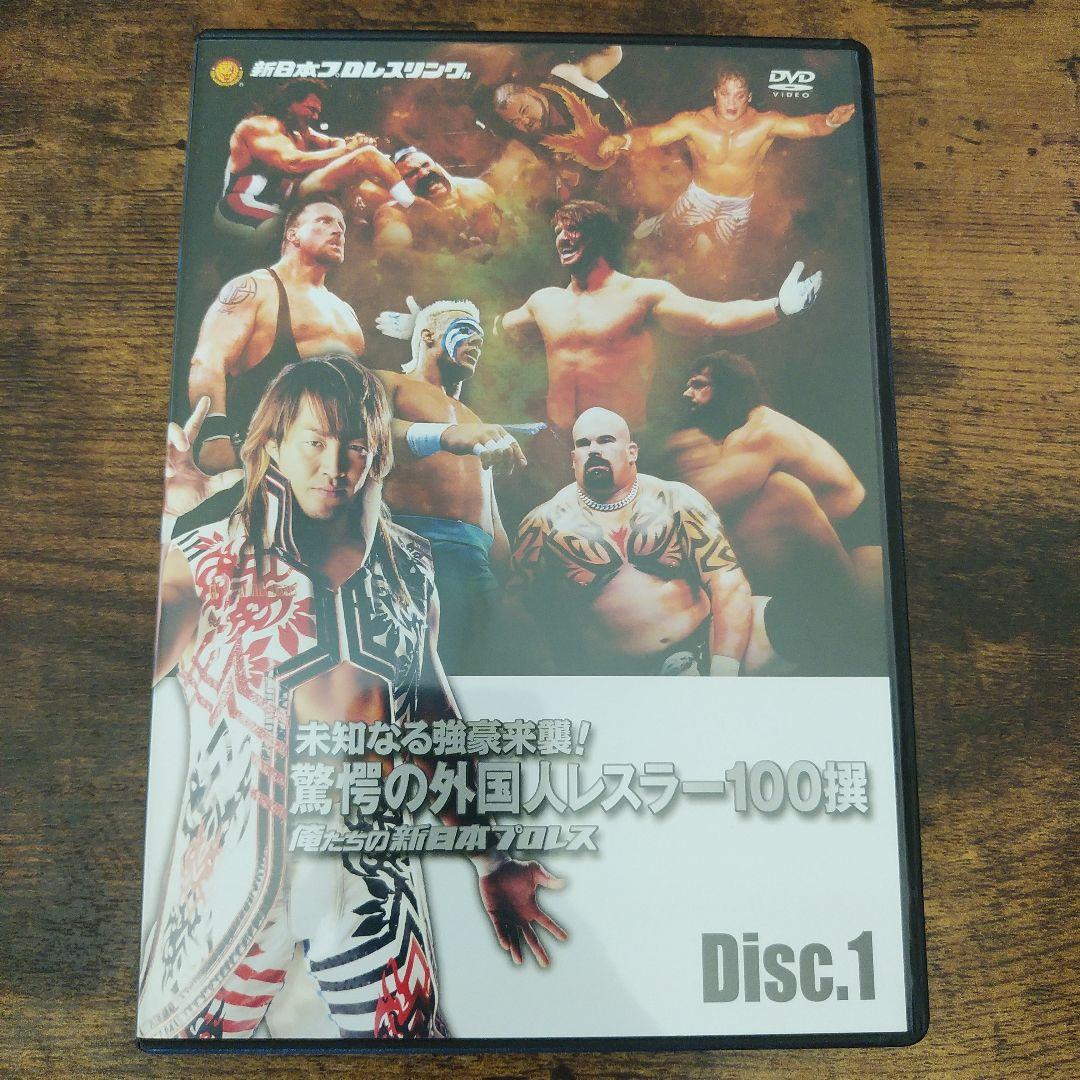 新日本プロレスリング
DVD
VIDEO
未知なる強豪来襲!
驚愕の外国人レスラー100撰
俺たちの新日本プロレス
Disc.1